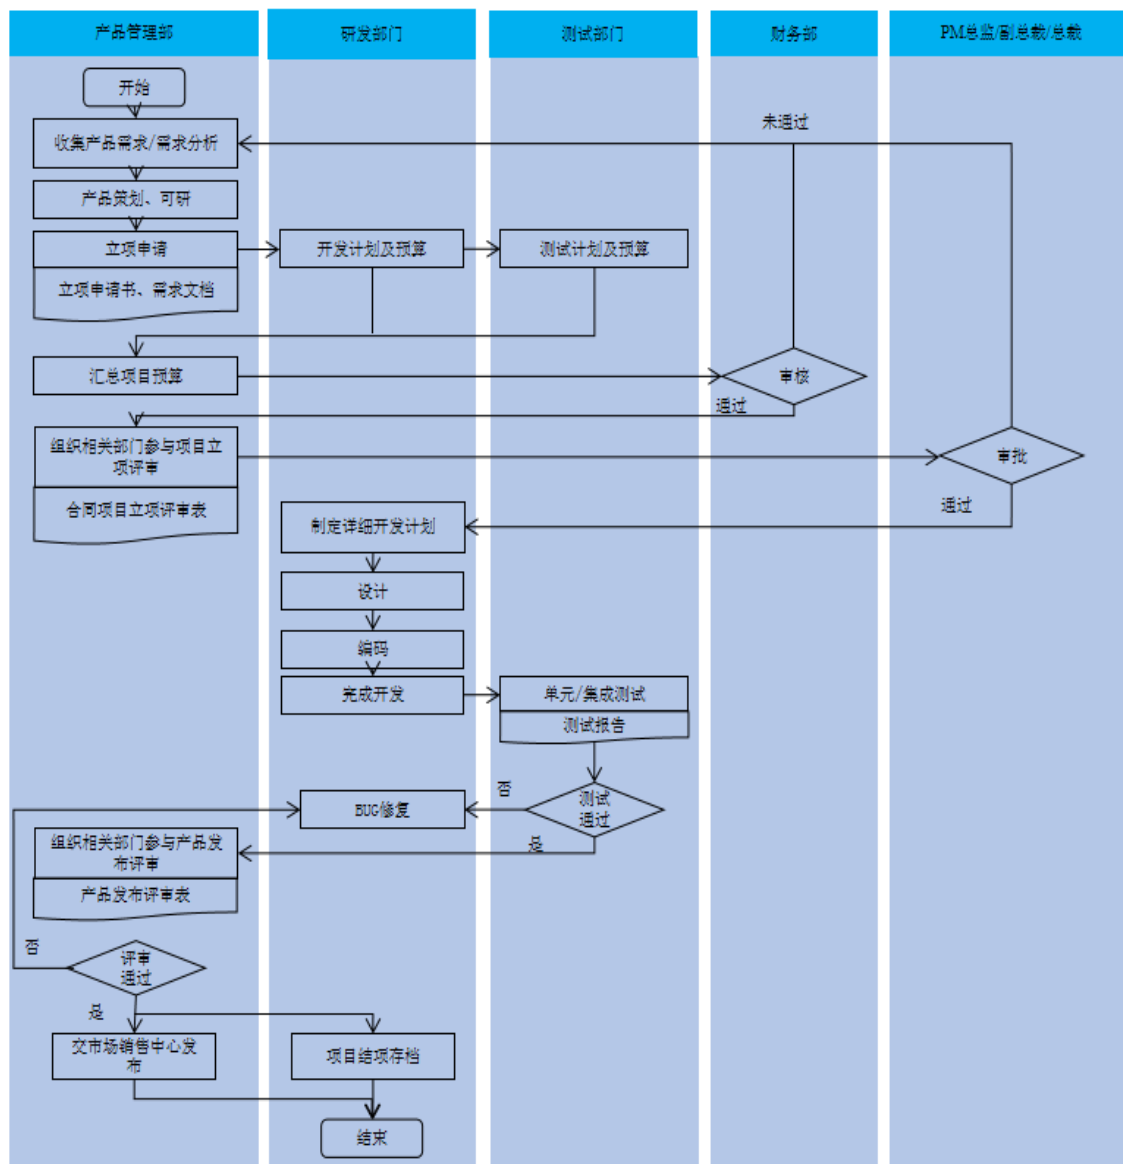 产品管理部
研发部门
测试部门
财务部
PM总监/副总裁/总裁
开始
未通过
收集产品需求/需求分析
产品策划、可研
立项申请
开发计划及预算
测试计划及预算
立项申请书、需求文档
汇总项目预算
审核
通过
组织相关部门参与项目立
项评审
审批
合同项目立项评审表
通过
制定详细开发计划
设计
编码
完成开发
单元/集成测试
测试报告
否
BUG修复
测试
通过
是
组织相关部门参与产品发
布评审
产品发布评审表
否
评审
通过
是
交市场销售中心发
布
项目结项存档
结束